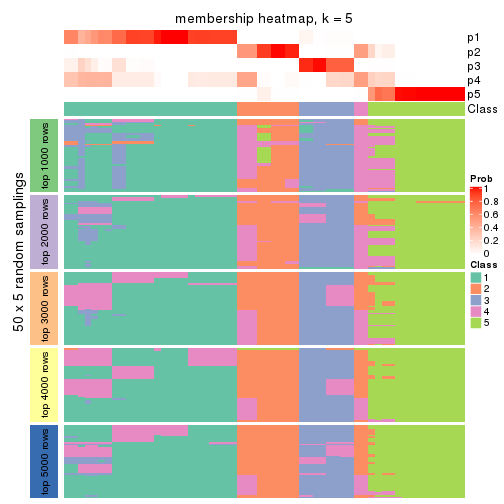 membership heatmap, k = 5
p1
p2
p3
p4
p5
Class
50 x 5 random samplings
top 1000 rows
top 2000 rows
top 3000 rows
top 4000 rows
top 5000 rows
Prob
1
0.8
0.6
0.4
0.2
0
Class
1
2
3
4
5